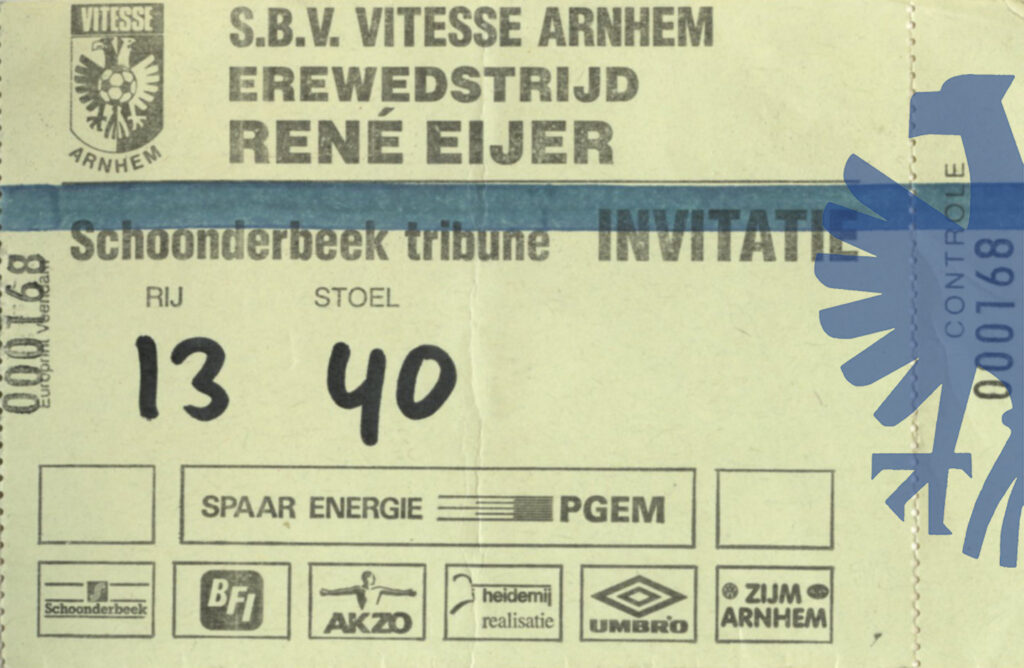 VITESSE
ARNHEM
S.B.V. VITESSE ARNHEM
EREWEDSTRIJD
RENÉ EIJER
Schoonderbeek tribune INVITATIE
RIJ STOEL
13 40
000168
Europrint Veendam
CONTROLE
000168
SPAAR ENERGIE PGEM
Schoonderbeek
BFI
AKZO
heidemij
realisatie
UMBRO
ZIJM
ARNHEM